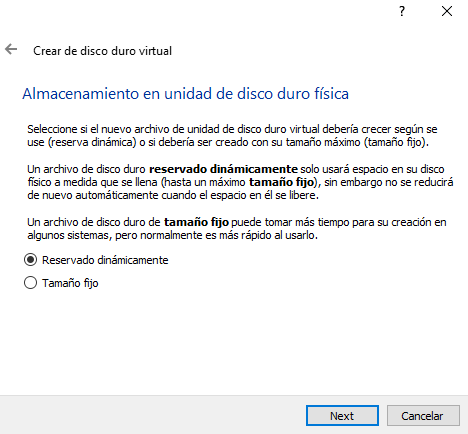 ?
Crear de disco duro virtual
Almacenamiento en unidad de disco duro física
Seleccione si el nuevo archivo de unidad de disco duro virtual debería crecer según se
use (reserva dinámica) o si debería ser creado con su tamaño máximo (tamaño fijo).
Un archivo de disco duro reservado dinámicamente solo usará espacio en su disco
físico a medida que se llena (hasta un máximo tamaño fijo), sin embargo no se reducirá
de nuevo automáticamente cuando el espacio en él se libere.
Un archivo de disco duro de tamaño fijo puede tomar más tiempo para su creación en
algunos sistemas, pero normalmente es más rápido al usarlo.
Reservado dinámicamente
Tamaño fijo
Next Cancelar